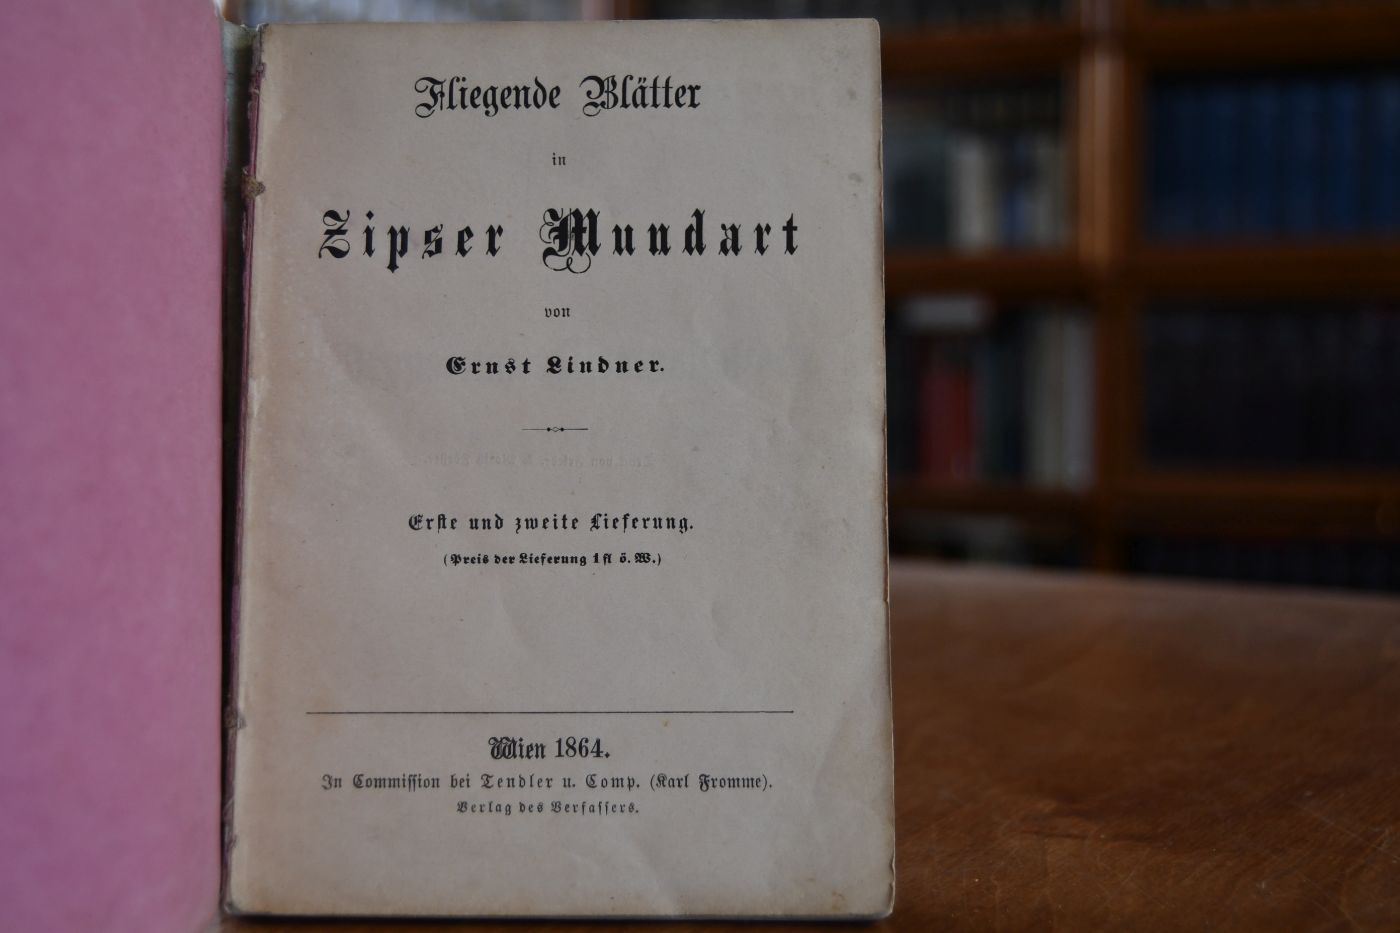 Fliegende Blätter
in
Zipser Mundart
von
Ernst Lindner.
Erste und zweite Lieferung.
(Preis der Lieferung 1 fl ö. W.)
Wien 1864.
In Commission bei Tendler u. Comp. (Karl Fromme).
Verlag des Verfassers.